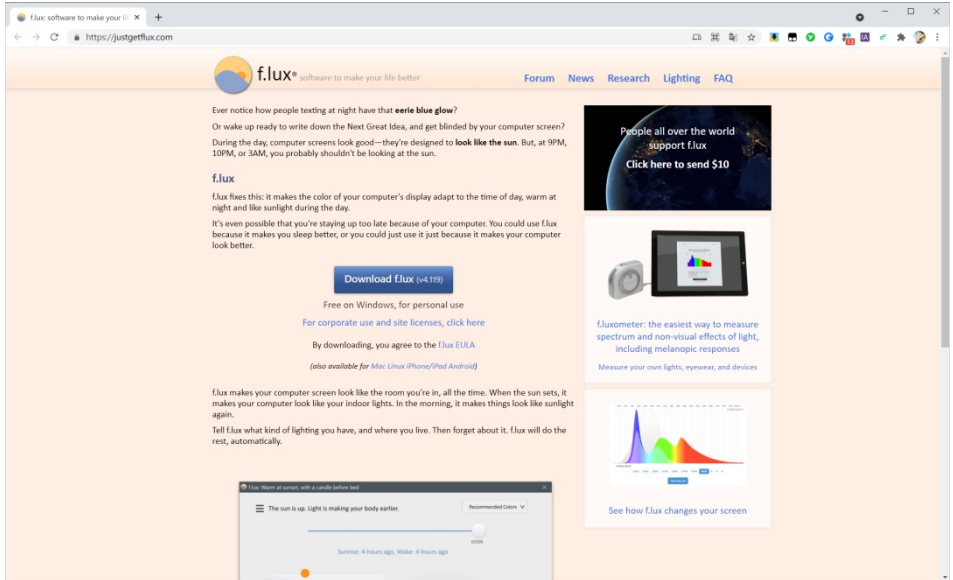 f.lux: software to make your li
https://justgetflux.com
f.lux® software to make your life better
Forum News Research Lighting FAQ
Ever notice how people texting at night have that eerie blue glow?
Or wake up ready to write down the Next Great Idea, and get blinded by your computer screen?
During the day, computer screens look good—they're designed to look like the sun. But, at 9PM,
10PM, or 3AM, you probably shouldn't be looking at the sun.
f.lux
f.lux fixes this: it makes the color of your computer's display adapt to the time of day, warm at
night and like sunlight during the day.
It's even possible that you're staying up too late because of your computer. You could use f.lux
because it makes you sleep better, or you could just use it just because it makes your computer
look better.
Download f.lux (v4.119)
Free on Windows, for personal use
For corporate use and site licenses, click here
By downloading, you agree to the f.lux EULA
(also available for Mac Linux iPhone/iPad Android)
f.lux makes your computer screen look like the room you're in, all the time. When the sun sets, it
makes your computer look like your indoor lights. In the morning, it makes things look like sunlight
again.
Tell f.lux what kind of lighting you have, and where you live. Then forget about it. f.lux will do the
rest, automatically.
f.lux: Warm at sunset, with a candle before bed
The sun is up. Light is making your body earlier.
Recommended Colors
Sunrise: 4 hours ago, Wake: 4 hours ago
People all over the world
support f.lux
Click here to send $10
f.luxometer: the easiest way to measure
spectrum and non-visual effects of light,
including melanopic responses
Measure your own lights, eyewear, and devices
See how f.lux changes your screen